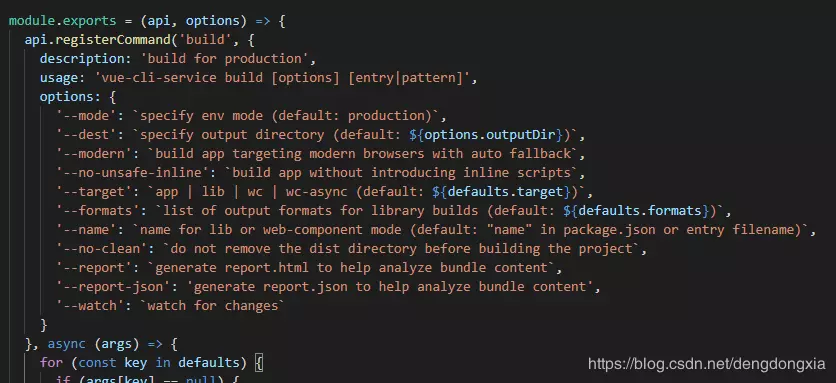 module.exports = (api, options) => {
  api.registerCommand('build', {
    description: 'build for production',
    usage: 'vue-cli-service build [options] [entry|pattern]',
    options: {
      '--mode': `specify env mode (default: production)`,
      '--dest': `specify output directory (default: ${options.outputDir})`,
      '--modern': `build app targeting modern browsers with auto fallback`,
      '--no-unsafe-inline': `build app without introducing inline scripts`,
      '--target': `app | lib | wc | wc-async (default: ${defaults.target})`,
      '--formats': `list of output formats for library builds (default: ${defaults.formats})`,
      '--name': `name for lib or web-component mode (default: "name" in package.json or entry filename)`,
      '--no-clean': `do not remove the dist directory before building the project`,
      '--report': `generate report.html to help analyze bundle content`,
      '--report-json': 'generate report.json to help analyze bundle content',
      '--watch': `watch for changes`
    }
  }, async (args) => {
    for (const key in defaults) {
      if (args[key] == null) {
https://blog.csdn.net/dengdongxia